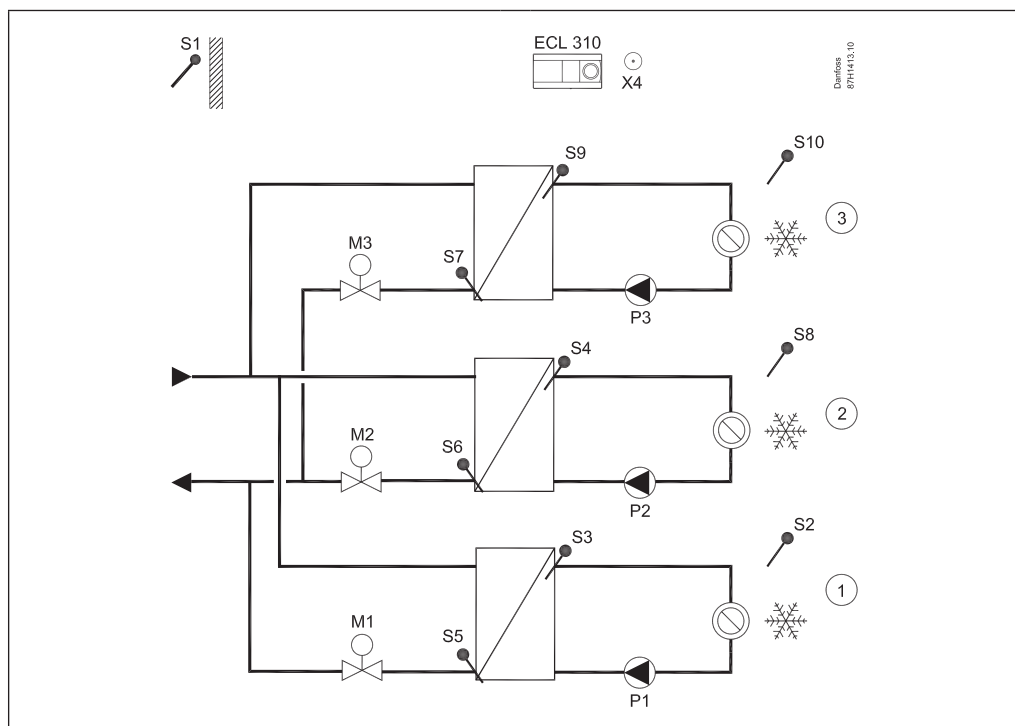 S1
ECL 310
X4
Danfoss
87H1413.10
S9
S10
3
M3
S7
P3
S4
S8
2
M2
S6
P2
S3
S2
1
M1
S5
P1